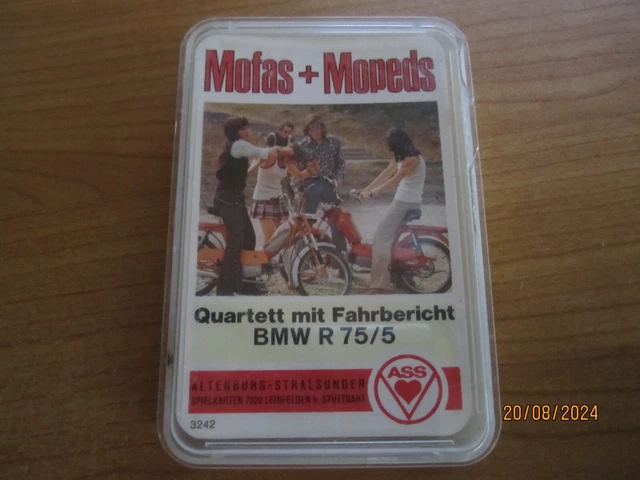 Mofas + Mopeds
Quartett mit Fahrbericht
BMW R 75/5
ALTENBURG-STRALSUNDER
SPIELKARTEN 7022 LEINFELDEN b. STUTTGART
ASS
3242
20/08/2024